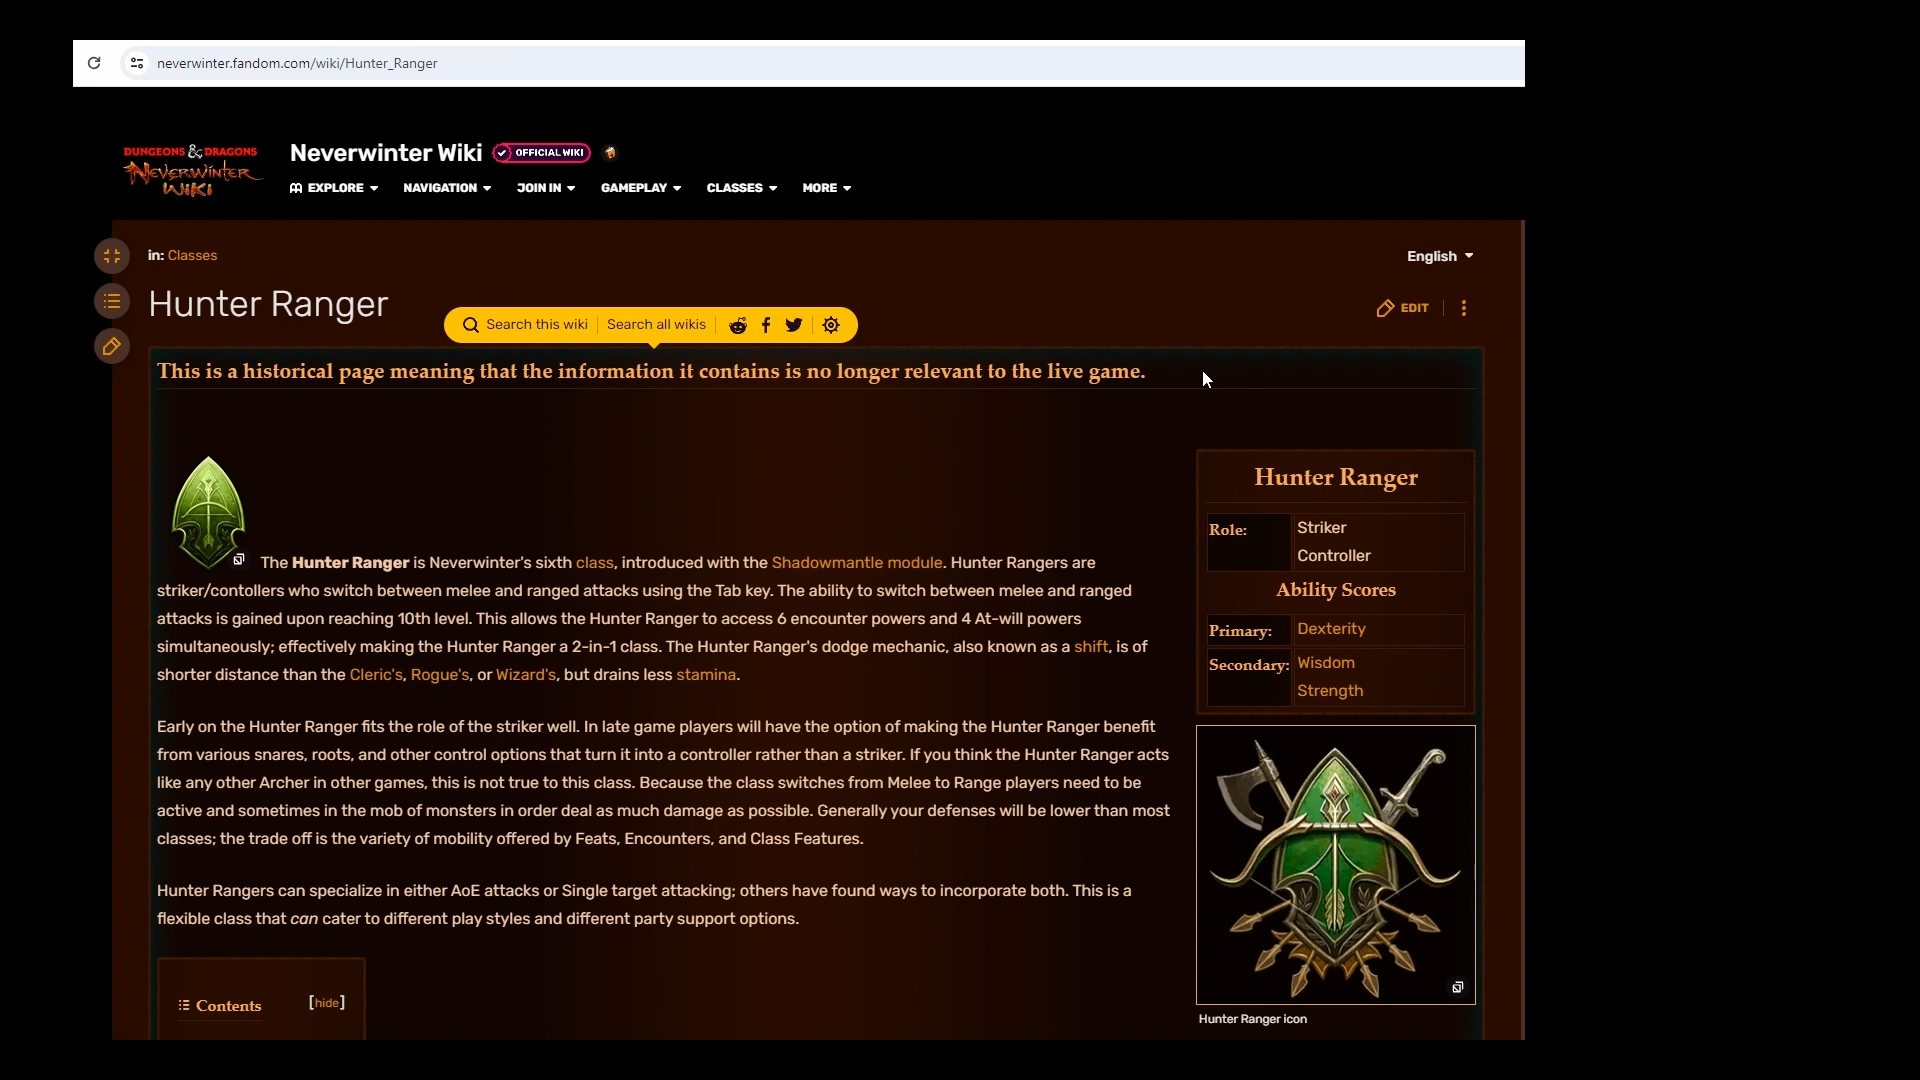 neverwinter.fandom.com/wiki/Hunter_Ranger
DUNGEONS & DRAGONS
NEVERWINTER
WiKi
Neverwinter Wiki
OFFICIAL WIKI
EXPLORE NAVIGATION JOIN IN GAMEPLAY CLASSES MORE
in: Classes
English
Hunter Ranger
EDIT
Search this wiki Search all wikis
This is a historical page meaning that the information it contains is no longer relevant to the live game.
The Hunter Ranger is Neverwinter's sixth class, introduced with the Shadowmantle module. Hunter Rangers are
striker/contollers who switch between melee and ranged attacks using the Tab key. The ability to switch between melee and ranged
attacks is gained upon reaching 10th level. This allows the Hunter Ranger to access 6 encounter powers and 4 At-will powers
simultaneously; effectively making the Hunter Ranger a 2-in-1 class. The Hunter Ranger's dodge mechanic, also known as a shift, is of
shorter distance than the Cleric's, Rogue's, or Wizard's, but drains less stamina.
Early on the Hunter Ranger fits the role of the striker well. In late game players will have the option of making the Hunter Ranger benefit
from various snares, roots, and other control options that turn it into a controller rather than a striker. If you think the Hunter Ranger acts
like any other Archer in other games, this is not true to this class. Because the class switches from Melee to Range players need to be
active and sometimes in the mob of monsters in order deal as much damage as possible. Generally your defenses will be lower than most
classes; the trade off is the variety of mobility offered by Feats, Encounters, and Class Features.
Hunter Rangers can specialize in either AoE attacks or Single target attacking; others have found ways to incorporate both. This is a
flexible class that can cater to different play styles and different party support options.
Contents [hide]
Hunter Ranger
Role: Striker
Controller
Ability Scores
Primary: Dexterity
Secondary: Wisdom
Strength
Hunter Ranger icon